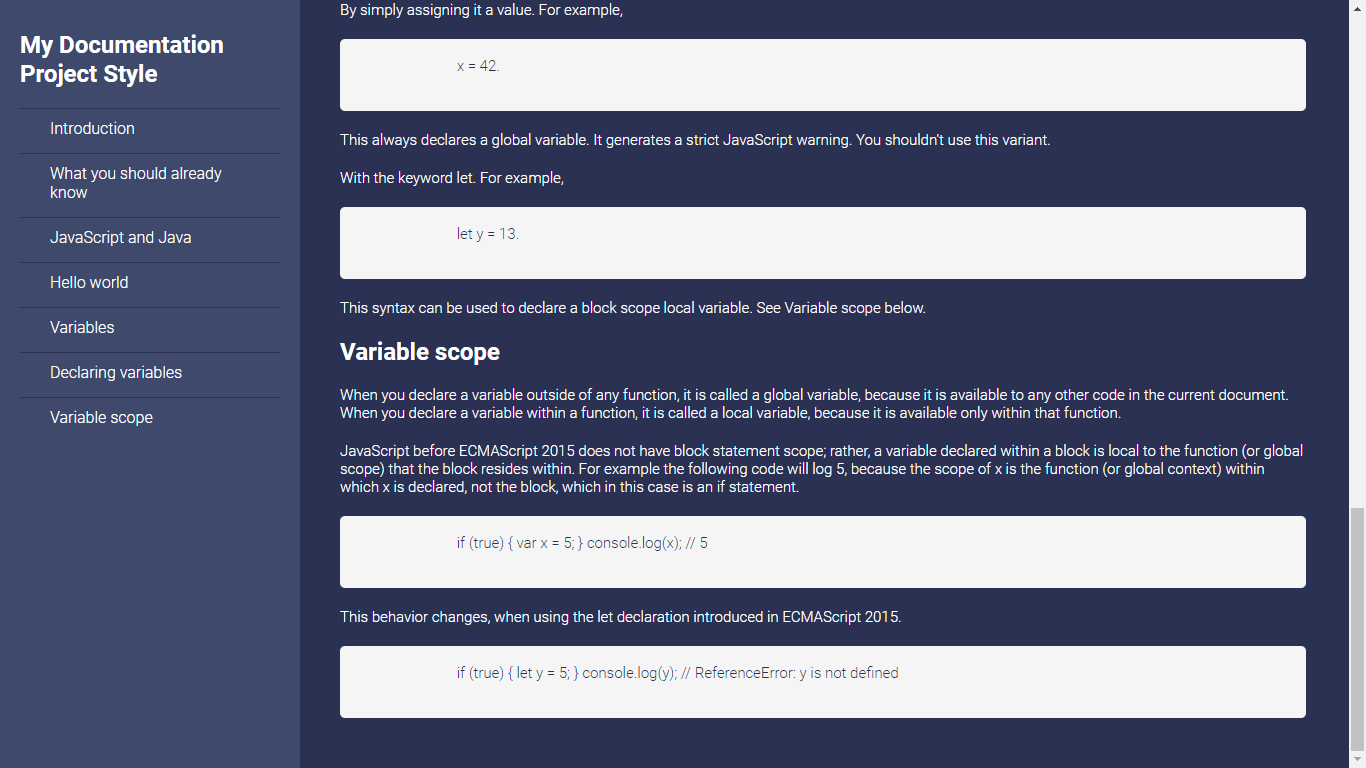 My Documentation
Project Style
Introduction
What you should already
know
JavaScript and Java
Hello world
Variables
Declaring variables
Variable scope
By simply assigning it a value. For example,
x = 42.
This always declares a global variable. It generates a strict JavaScript warning. You shouldn't use this variant.
With the keyword let. For example,
let y = 13.
This syntax can be used to declare a block scope local variable. See Variable scope below.
Variable scope
When you declare a variable outside of any function, it is called a global variable, because it is available to any other code in the current document.
When you declare a variable within a function, it is called a local variable, because it is available only within that function.
JavaScript before ECMAScript 2015 does not have block statement scope; rather, a variable declared within a block is local to the function (or global
scope) that the block resides within. For example the following code will log 5, because the scope of x is the function (or global context) within
which x is declared, not the block, which in this case is an if statement.
if (true) { var x = 5; } console.log(x); // 5
This behavior changes, when using the let declaration introduced in ECMAScript 2015.
if (true) { let y = 5; } console.log(y); // ReferenceError: y is not defined